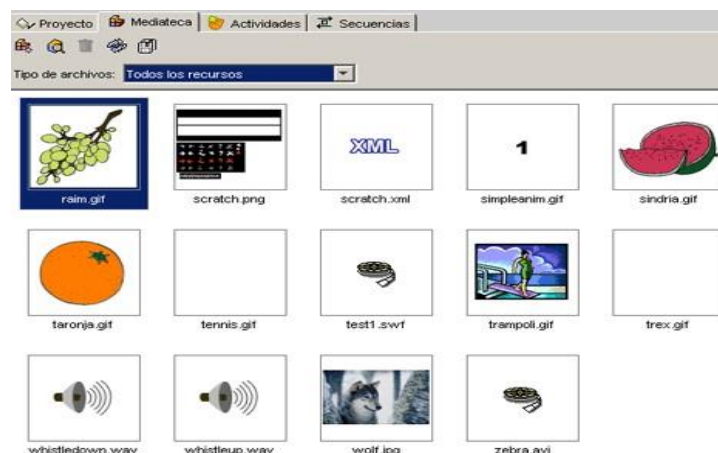 Proyecto Mediateca Actividades Secuencias
Tipo de archivos: Todos los recursos
XML 1
raim.gif scratch.png scratch.xml simpleanim.gif sindria.gif
taronja.gif tennis.gif test1.swf trampoli.gif trex.gif
whistledown.wav whistleup.wav wolf.jpg zebra.avi